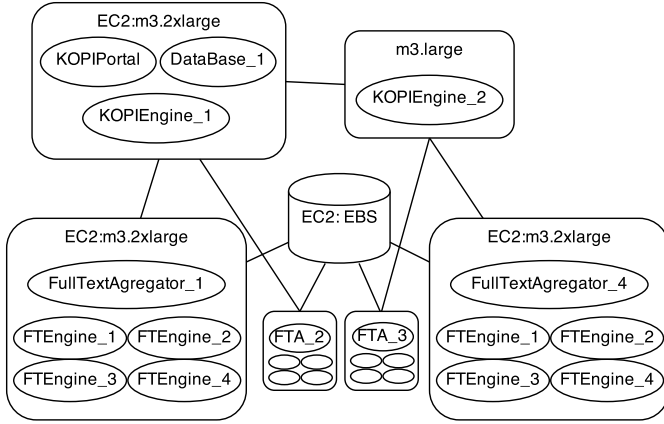 EC2:m3.2xlarge
KOPIPortal
DataBase_1
KOPIEngine_1
m3.large
KOPIEngine_2
EC2: EBS
EC2:m3.2xlarge
FullTextAgregator_1
FTEngine_1
FTEngine_2
FTEngine_3
FTEngine_4
FTA_2
FTA_3
EC2:m3.2xlarge
FullTextAgregator_4
FTEngine_1
FTEngine_2
FTEngine_3
FTEngine_4